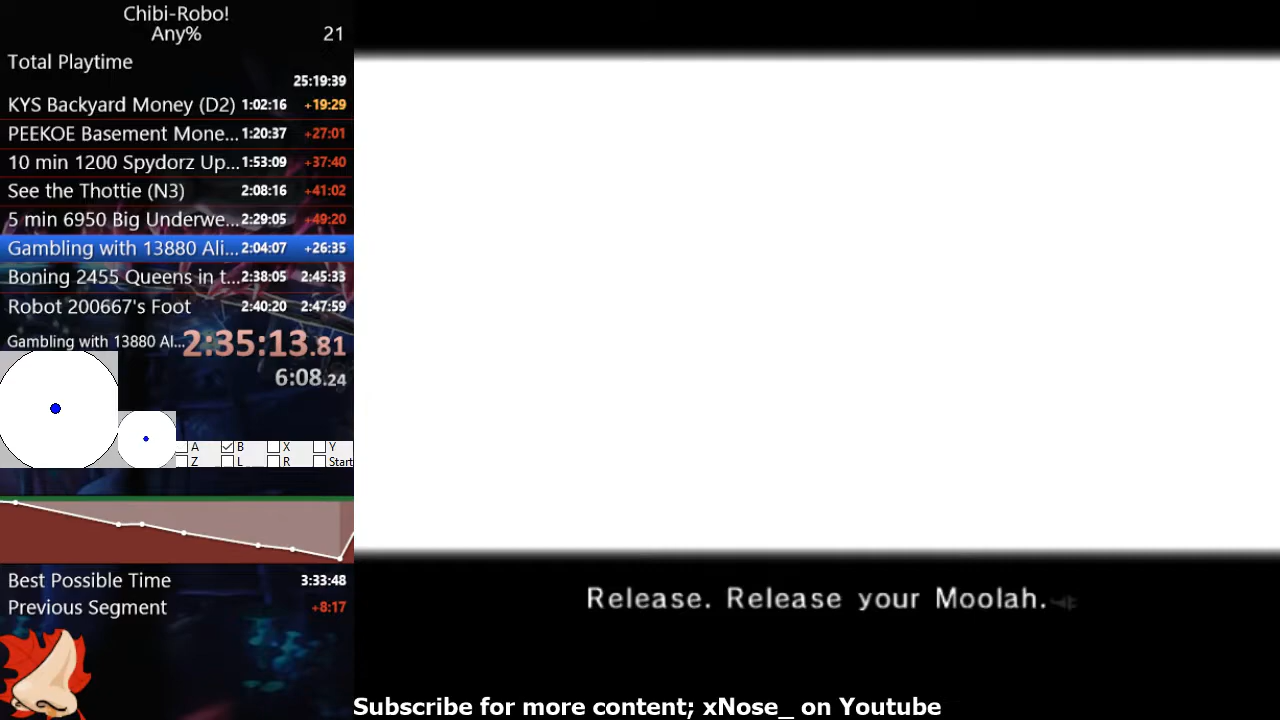 Chibi-Robo!
Any% 21
Total Playtime
25:19:39
KYS Backyard Money (D2) 1:02:16 +19:29
PEEKOE Basement Mone... 1:20:37 +27:01
10 min 1200 Spydorz Up... 1:53:09 +37:40
See the Thottie (N3) 2:08:16 +41:02
5 min 6950 Big Underwe... 2:29:05 +49:20
Gambling with 13880 Ali... 2:04:07 +26:35
Boning 2455 Queens in t... 2:38:05 2:45:33
Robot 200667's Foot 2:40:20 2:47:59
Gambling with 13880 Al... 2:35:13.81
6:08.24
A B X Y
Z L R Start
Best Possible Time 3:33:48
Previous Segment +8:17
Release. Release your Moolah.
Subscribe for more content; xNose_ on Youtube